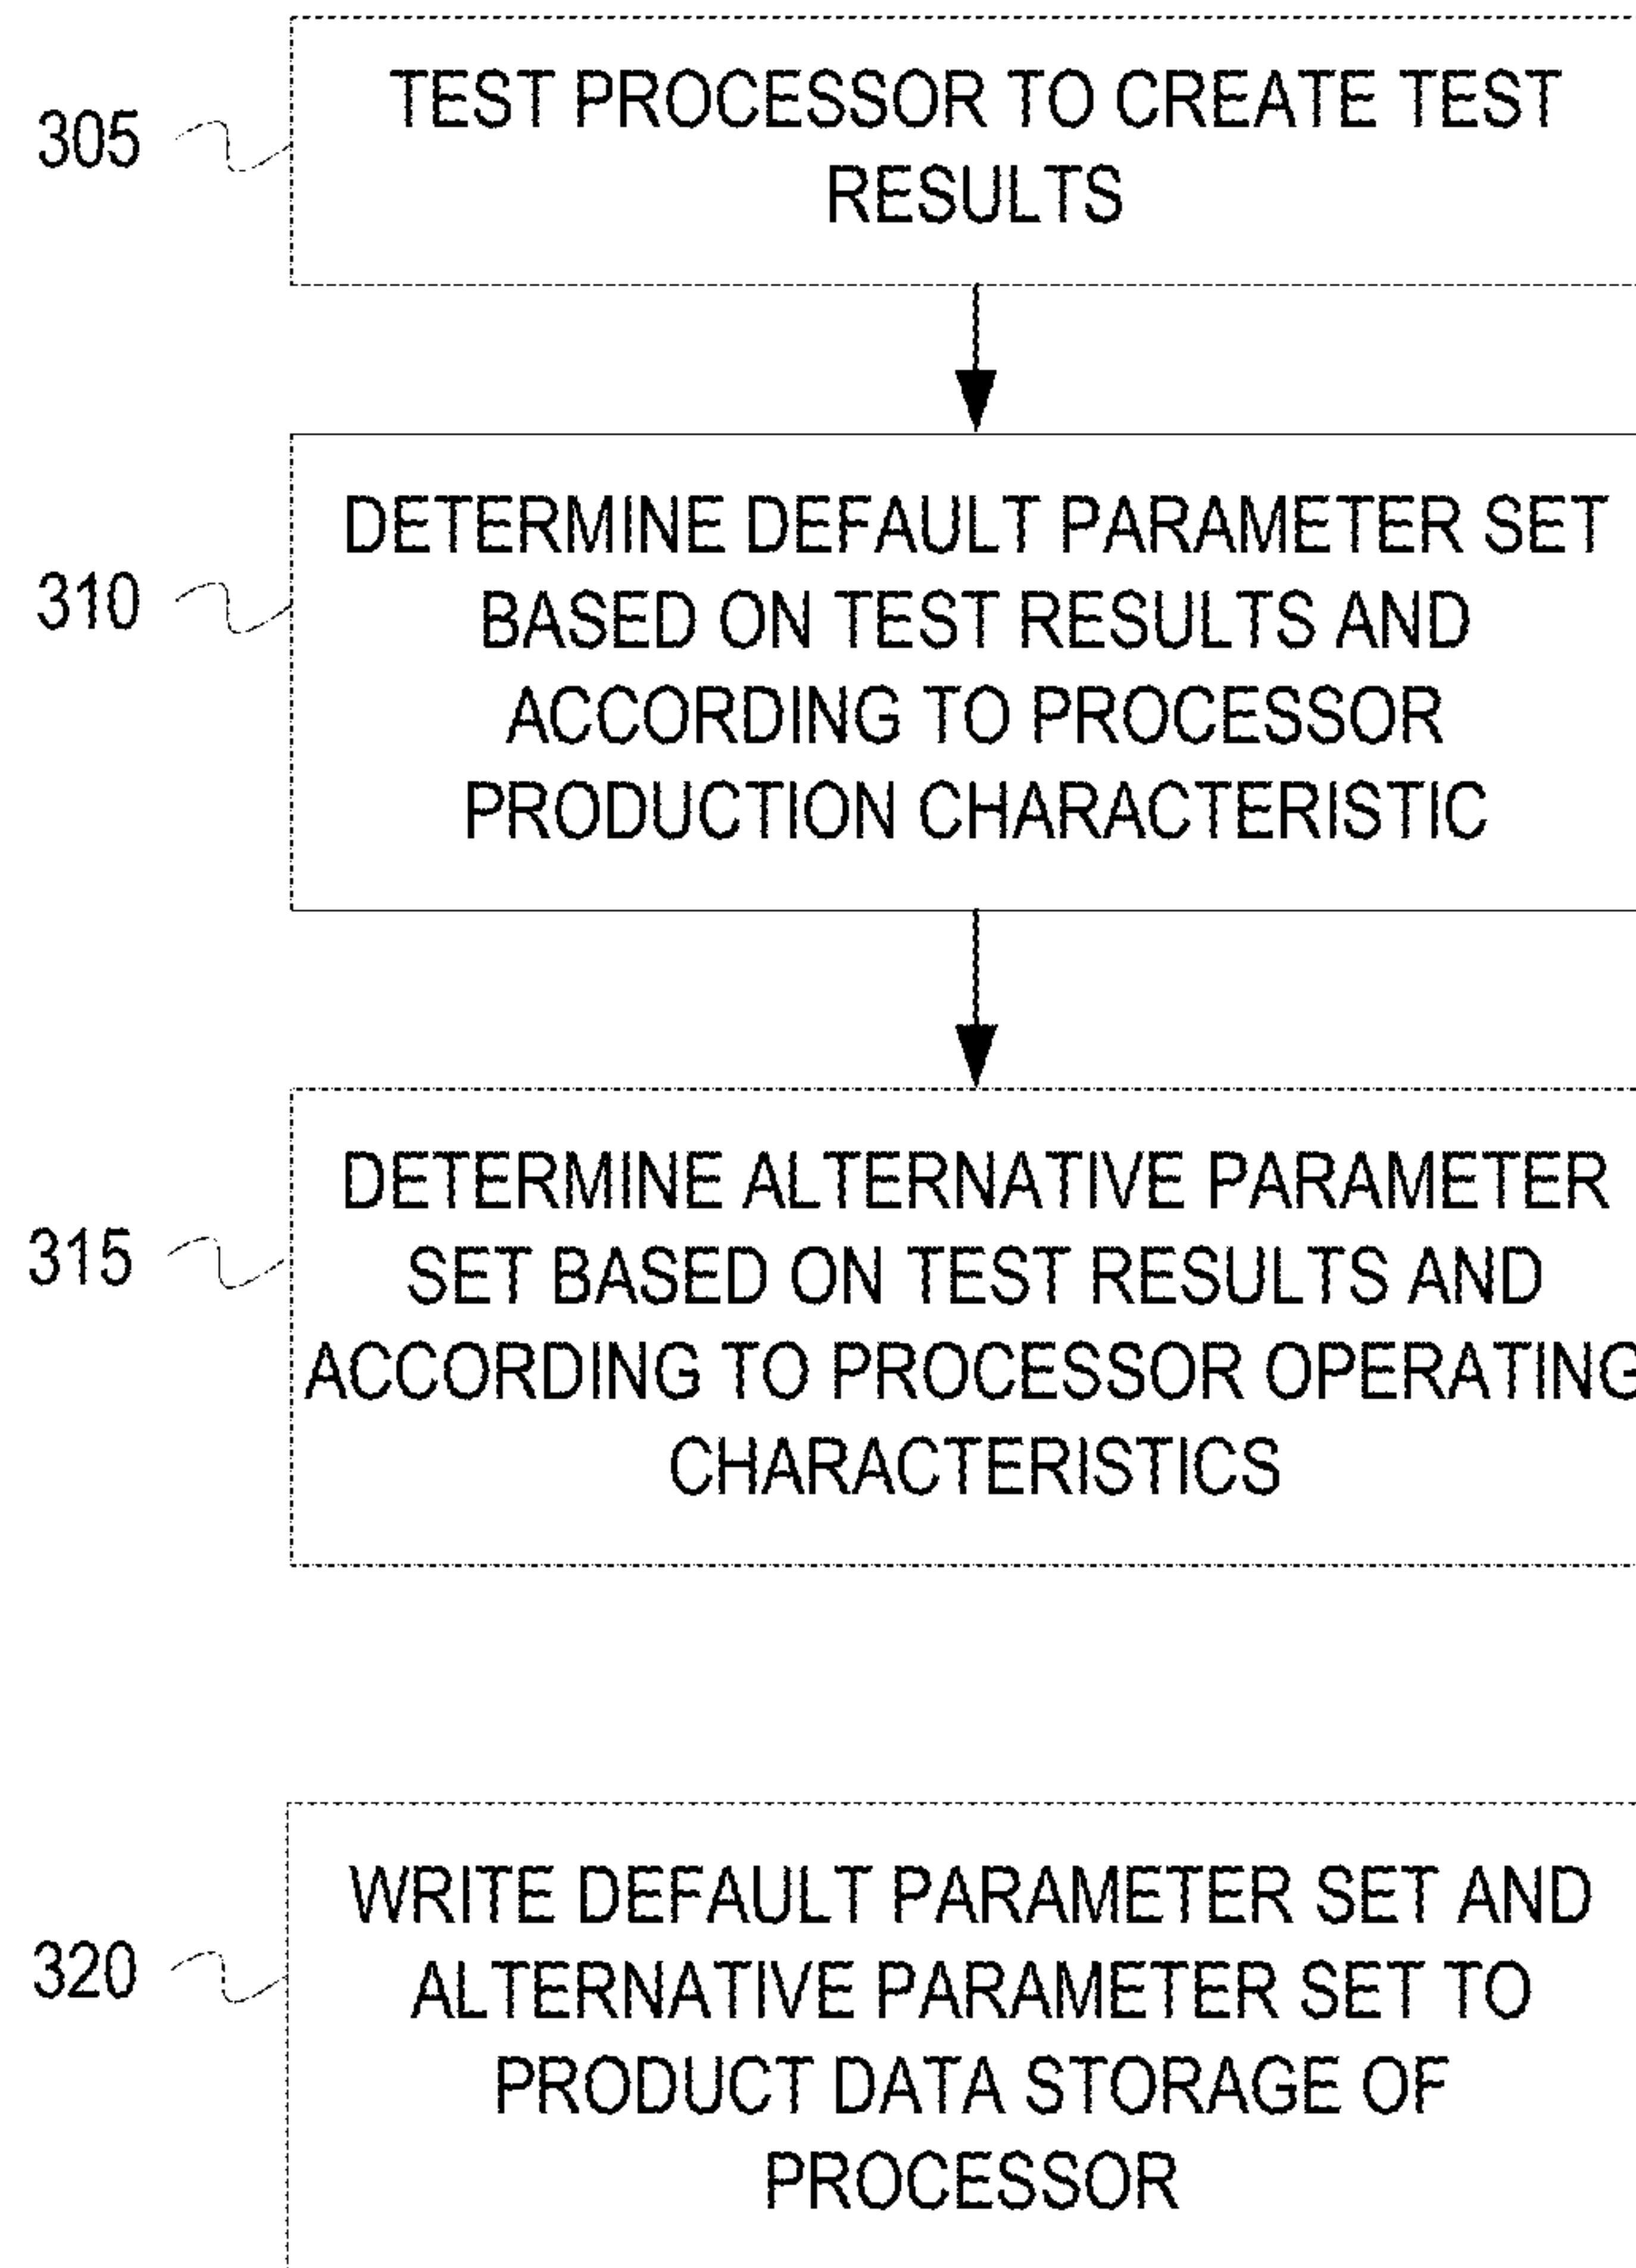 305
TEST PROCESSOR TO CREATE TEST
RESULTS
310
DETERMINE DEFAULT PARAMETER SET
BASED ON TEST RESULTS AND
ACCORDING TO PROCESSOR
PRODUCTION CHARACTERISTIC
315
DETERMINE ALTERNATIVE PARAMETER
SET BASED ON TEST RESULTS AND
ACCORDING TO PROCESSOR OPERATING
CHARACTERISTICS
320
WRITE DEFAULT PARAMETER SET AND
ALTERNATIVE PARAMETER SET TO
PRODUCT DATA STORAGE OF
PROCESSOR